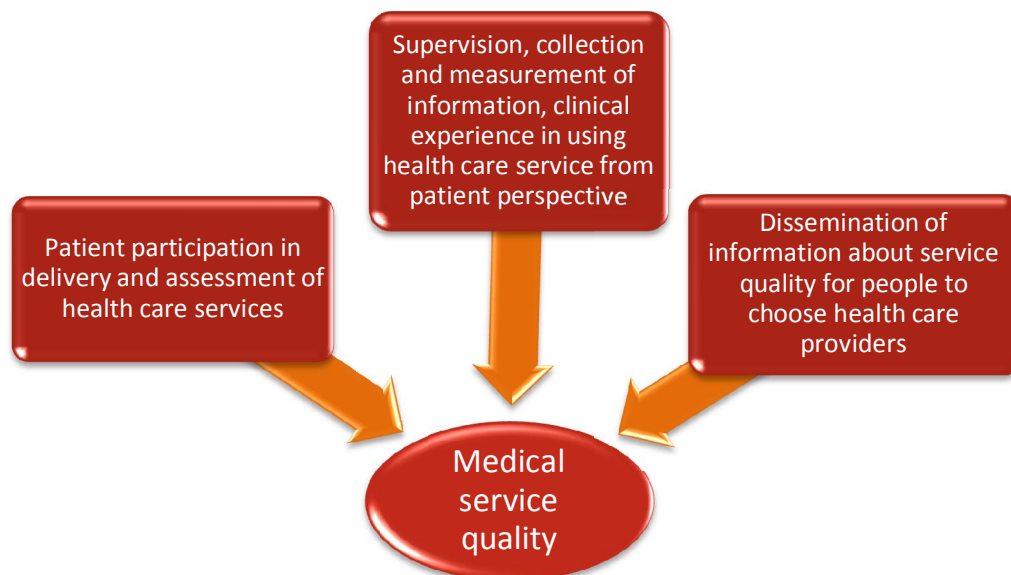 Supervision, collection
and measurement of
information, clinical
experience in using
health care service from
patient perspective
Patient participation in
delivery and assessment of
health care services
Dissemination of
information about service
quality for people to
choose health care
providers
Medical
service
quality